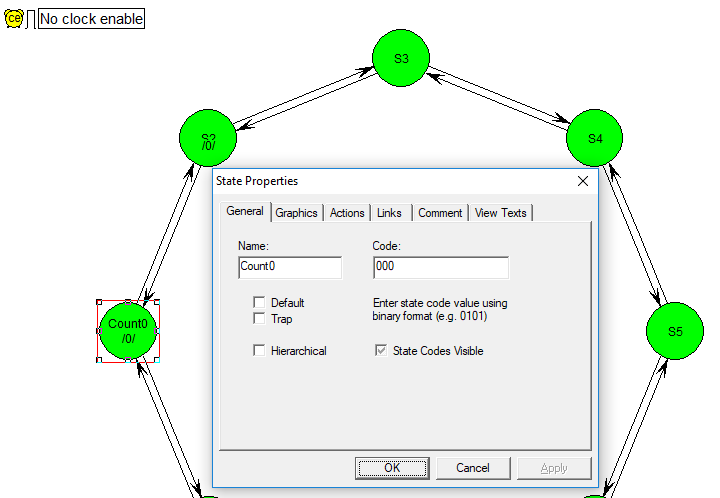 ce
No clock enable
S3
S2
/0/
S4
State Properties
General Graphics Actions Links Comment View Texts
Name:
Code:
Count0
000
Default
Trap
Enter state code value using
binary format (e.g. 0101)
Hierarchical
State Codes Visible
Count0
/0/
S5
OK Cancel Apply